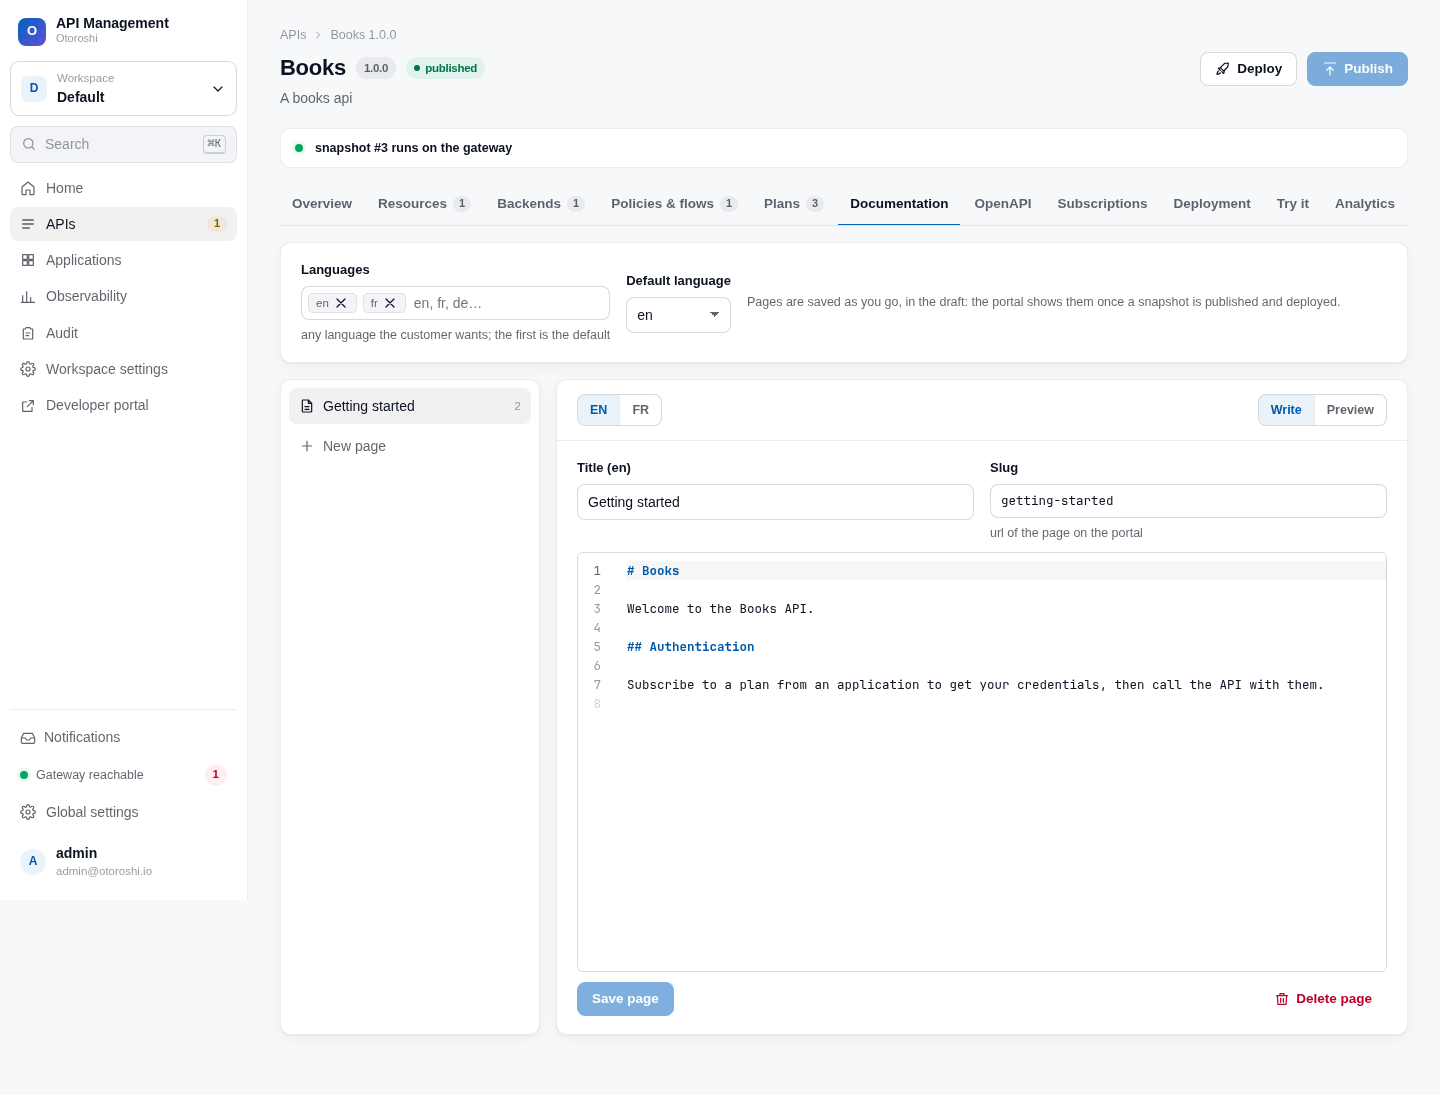 O
API Management
Otoroshi
D
Workspace
Default
Search
⌘K
Home
APIs
1
Applications
Observability
Audit
Workspace settings
Developer portal
Notifications
Gateway reachable
1
Global settings
A
admin
admin@otoroshi.io
APIs > Books 1.0.0
Books 1.0.0 published
A books api
Deploy
Publish
snapshot #3 runs on the gateway
Overview
Resources 1
Backends 1
Policies & flows 1
Plans 3
Documentation
OpenAPI
Subscriptions
Deployment
Try it
Analytics
Languages
en
fr
en, fr, de…
any language the customer wants; the first is the default
Default language
en
Pages are saved as you go, in the draft: the portal shows them once a snapshot is published and deployed.
Getting started 2
New page
EN FR
Write Preview
Title (en)
Getting started
Slug
getting-started
url of the page on the portal
1 # Books
2
3 Welcome to the Books API.
4
5 ## Authentication
6
7 Subscribe to a plan from an application to get your credentials, then call the API with them.
8
Save page
Delete page